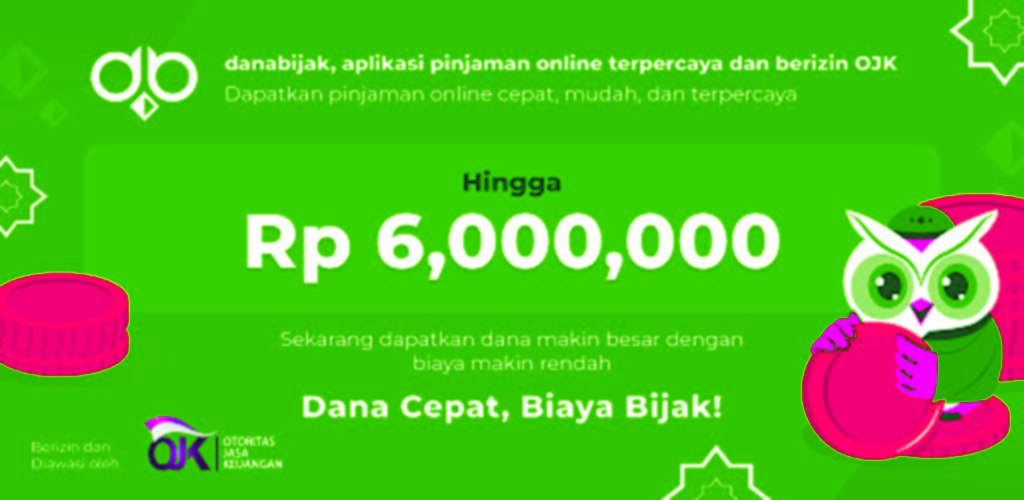 db
danabijak, aplikasi pinjaman online terpercaya dan berizin OJK
Dapatkan pinjaman online cepat, mudah, dan terpercaya
Hingga
Rp 6,000,000
Sekarang dapatkan dana makin besar dengan
biaya makin rendah
Dana Cepat, Biaya Bijak!
Berizin dan
Diawasi oleh
OJK
OTORITAS
JASA
KEUANGAN